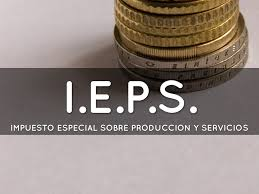 I.E.P.S.
IMPUESTO ESPECIAL SOBRE PRODUCCION Y SERVICIOS